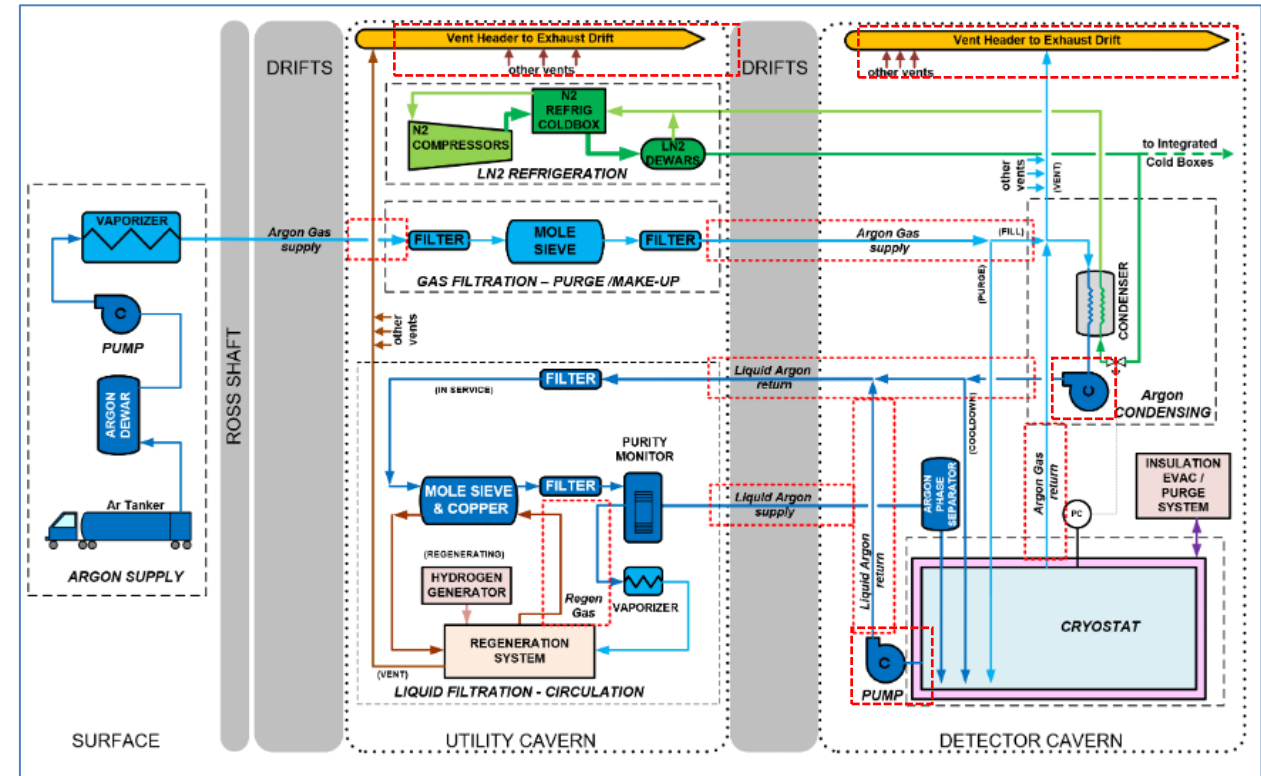 Vent Header to Exhaust Drift
other vents
DRIFTS
N2
REFRIG
COLDBOX
N2
COMPRESSORS
LN2
DEWARS
LN2 REFRIGERATION
DRIFTS
Vent Header to Exhaust Drift
other vents
to Integrated
Cold Boxes
other
vents
(VENT)
VAPORIZER
Argon Gas
supply
FILTER
MOLE
SIEVE
FILTER
GAS FILTRATION – PURGE /MAKE-UP
Argon Gas
supply
(FILL)
(PURGE)
CONDENSER
C
PUMP
ARGON
DEWAR
Ar Tanker
ARGON SUPPLY
ROSS SHAFT
other
vents
(IN SERVICE)
FILTER
Liquid Argon
return
C
Argon
CONDENSING
(COOLDOWN)
PURITY
MONITOR
MOLE SIEVE
& COPPER
FILTER
Liquid Argon
supply
ARGON
PHASE
SEPARATOR
Argon Gas
return
INSULATION
EVAC /
PURGE
SYSTEM
PC
(REGENERATING)
HYDROGEN
GENERATOR
Regen
Gas
VAPORIZER
Liquid Argon
return
REGENERATION
SYSTEM
(VENT)
LIQUID FILTRATION - CIRCULATION
C
PUMP
CRYOSTAT
SURFACE
UTILITY CAVERN
DETECTOR CAVERN